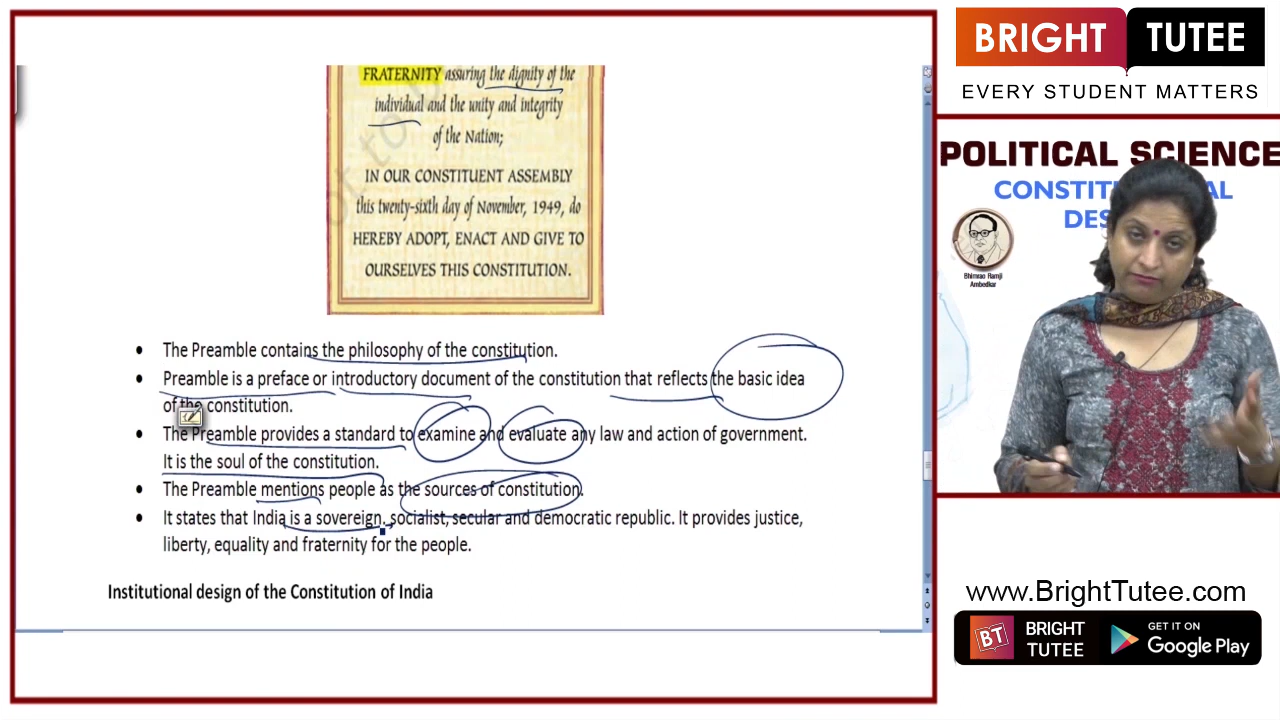 FRATERNITY assuring the dignity of the
individual and the unity and integrity
of the Nation;
IN OUR CONSTITUENT ASSEMBLY
this twenty-sixth day of November, 1949, do
HEREBY ADOPT, ENACT AND GIVE TO
OURSELVES THIS CONSTITUTION.
• The Preamble contains the philosophy of the constitution.
• Preamble is a preface or introductory document of the constitution that reflects the basic idea
of the constitution.
• The Preamble provides a standard to examine and evaluate any law and action of government.
It is the soul of the constitution.
• The Preamble mentions people as the sources of constitution.
• It states that India is a sovereign, socialist, secular and democratic republic. It provides justice,
liberty, equality and fraternity for the people.
Institutional design of the Constitution of India
BRIGHT TUTEE
EVERY STUDENT MATTERS
POLITICAL SCIENCE
Bhimrao Ramji
Ambedkar
www.BrightTutee.com
BT
BRIGHT
TUTEE
GET IT ON
Google Play